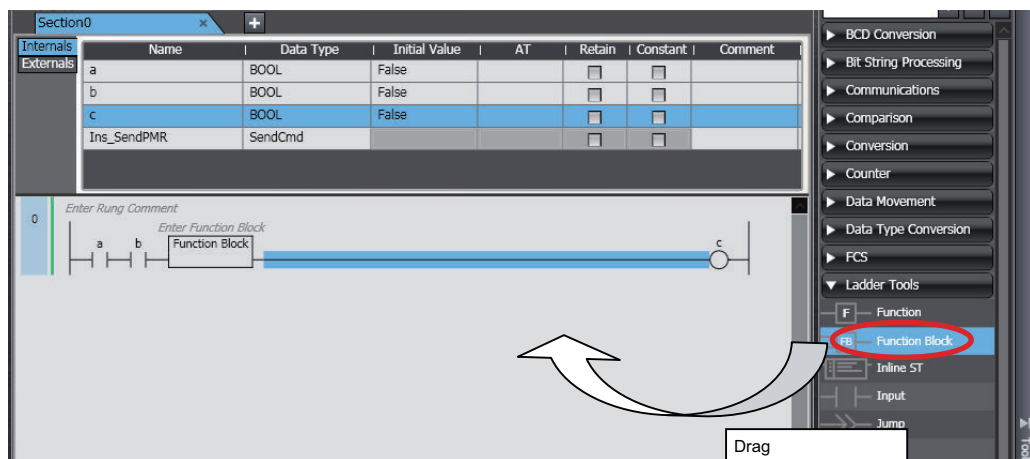 Section0 × +
Internals
Externals
Name Data Type Initial Value AT Retain Constant Comment
a BOOL False
b BOOL False
c BOOL False
Ins_SendPMR SendCmd
0
Enter Rung Comment
Enter Function Block
a b Function Block c
BCD Conversion
Bit String Processing
Communications
Comparison
Conversion
Counter
Data Movement
Data Type Conversion
FCS
Ladder Tools
F Function
FB Function Block
Inline ST
Input
Jump
Drag